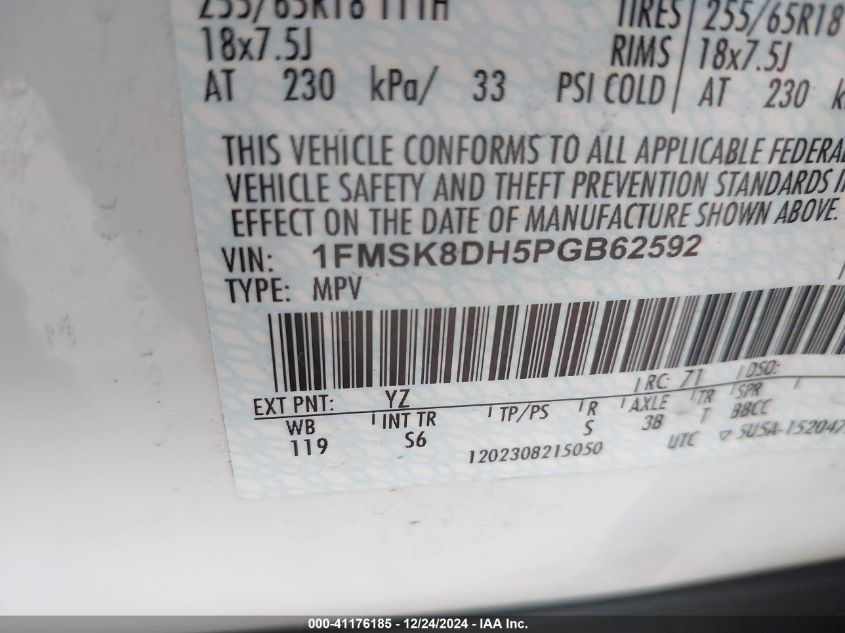 255/65R18 111H TIRES 255/65R18
18x7.5J RIMS 18x7.5J
AT 230 kPa/ 33 PSI COLD AT 230
THIS VEHICLE CONFORMS TO ALL APPLICABLE FEDERAL
VEHICLE SAFETY AND THEFT PREVENTION STANDARDS IN
EFFECT ON THE DATE OF MANUFACTURE SHOWN ABOVE.
VIN: 1FMSK8DH5PGB62592
TYPE: MPV
EXT PNT: YZ RC: 71 DSO:
WB INT TR TP/PS R AXLE TR SPR
119 S6 S 3B T BBCC
1202308215050 UTC ▽ 5U5A-152047
000-41176185 - 12/24/2024 - IAA Inc.